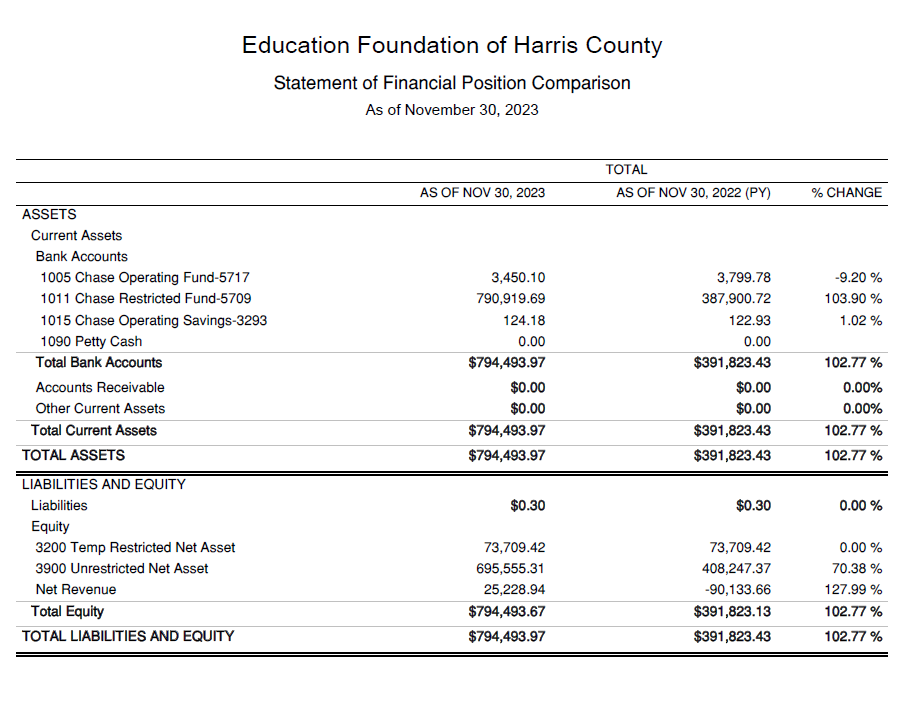 Education Foundation of Harris County
Statement of Financial Position Comparison
As of November 30, 2023
TOTAL
AS OF NOV 30, 2023 AS OF NOV 30, 2022 (PY) % CHANGE
ASSETS
Current Assets
Bank Accounts
1005 Chase Operating Fund-5717 3,450.10 3,799.78 -9.20 %
1011 Chase Restricted Fund-5709 790,919.69 387,900.72 103.90 %
1015 Chase Operating Savings-3293 124.18 122.93 1.02 %
1090 Petty Cash 0.00 0.00
Total Bank Accounts $794,493.97 $391,823.43 102.77 %
Accounts Receivable $0.00 $0.00 0.00%
Other Current Assets $0.00 $0.00 0.00%
Total Current Assets $794,493.97 $391,823.43 102.77 %
TOTAL ASSETS $794,493.97 $391,823.43 102.77 %
LIABILITIES AND EQUITY
Liabilities $0.30 $0.30 0.00 %
Equity
3200 Temp Restricted Net Asset 73,709.42 73,709.42 0.00 %
3900 Unrestricted Net Asset 695,555.31 408,247.37 70.38 %
Net Revenue 25,228.94 -90,133.66 127.99 %
Total Equity $794,493.67 $391,823.13 102.77 %
TOTAL LIABILITIES AND EQUITY $794,493.97 $391,823.43 102.77 %